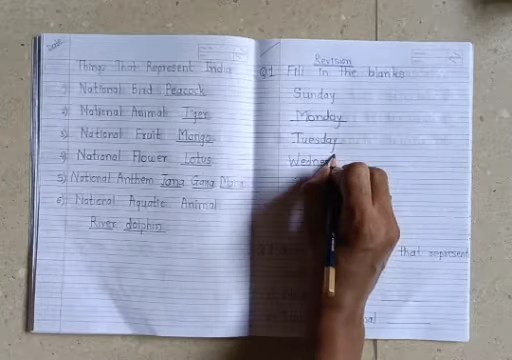 Things That Represent India
1) National Bird Peacock
2) National Animal Tiger
3) National Fruit Mango
4) National Flower Lotus
5) National Anthem Jana Gana Mana
6) National Aquatic Animal
River dolphin
Revision
Q1 Fill in the blanks
Sunday
Monday
Tuesday
Wedne
that represent